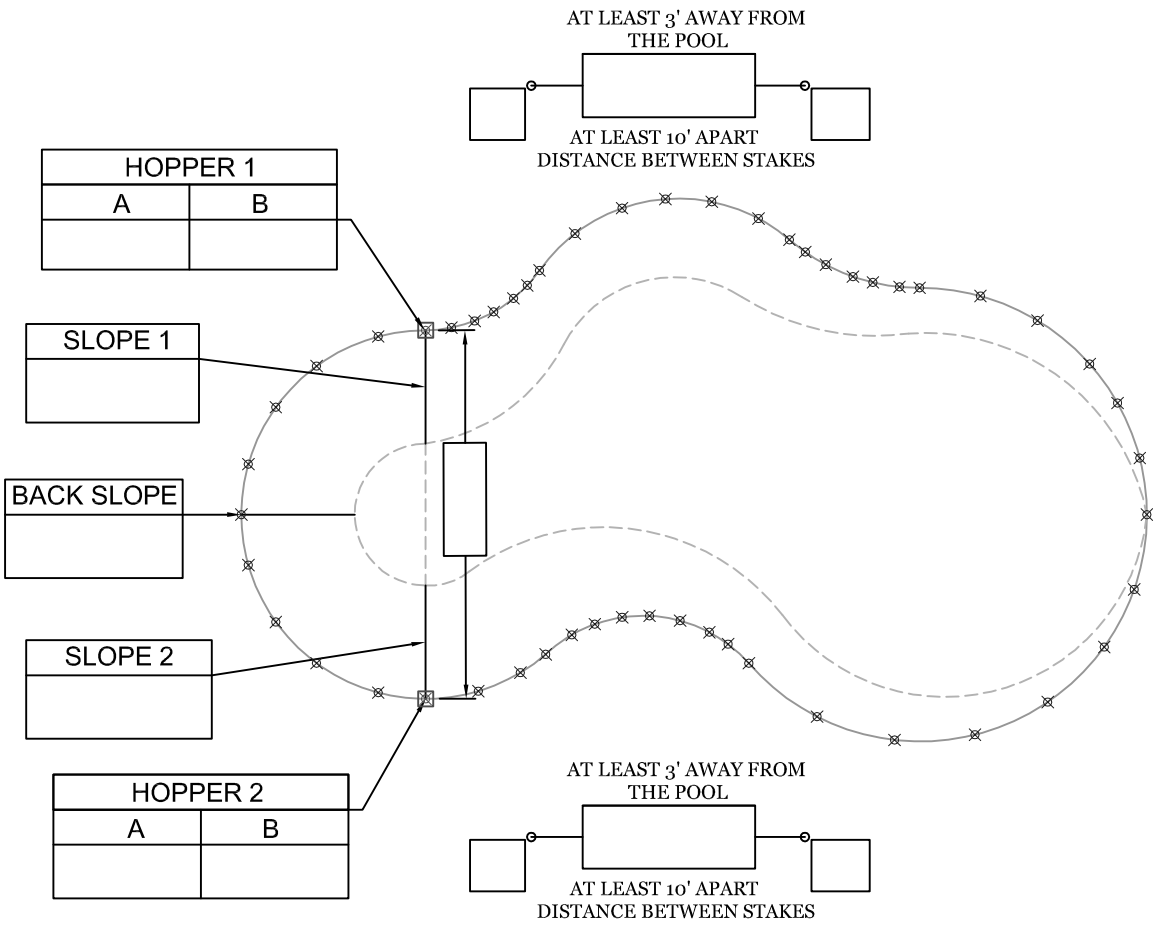 AT LEAST 3' AWAY FROM
THE POOL
AT LEAST 10' APART
DISTANCE BETWEEN STAKES
HOPPER 1
A B
SLOPE 1
BACK SLOPE
SLOPE 2
HOPPER 2
A B
AT LEAST 3' AWAY FROM
THE POOL
AT LEAST 10' APART
DISTANCE BETWEEN STAKES